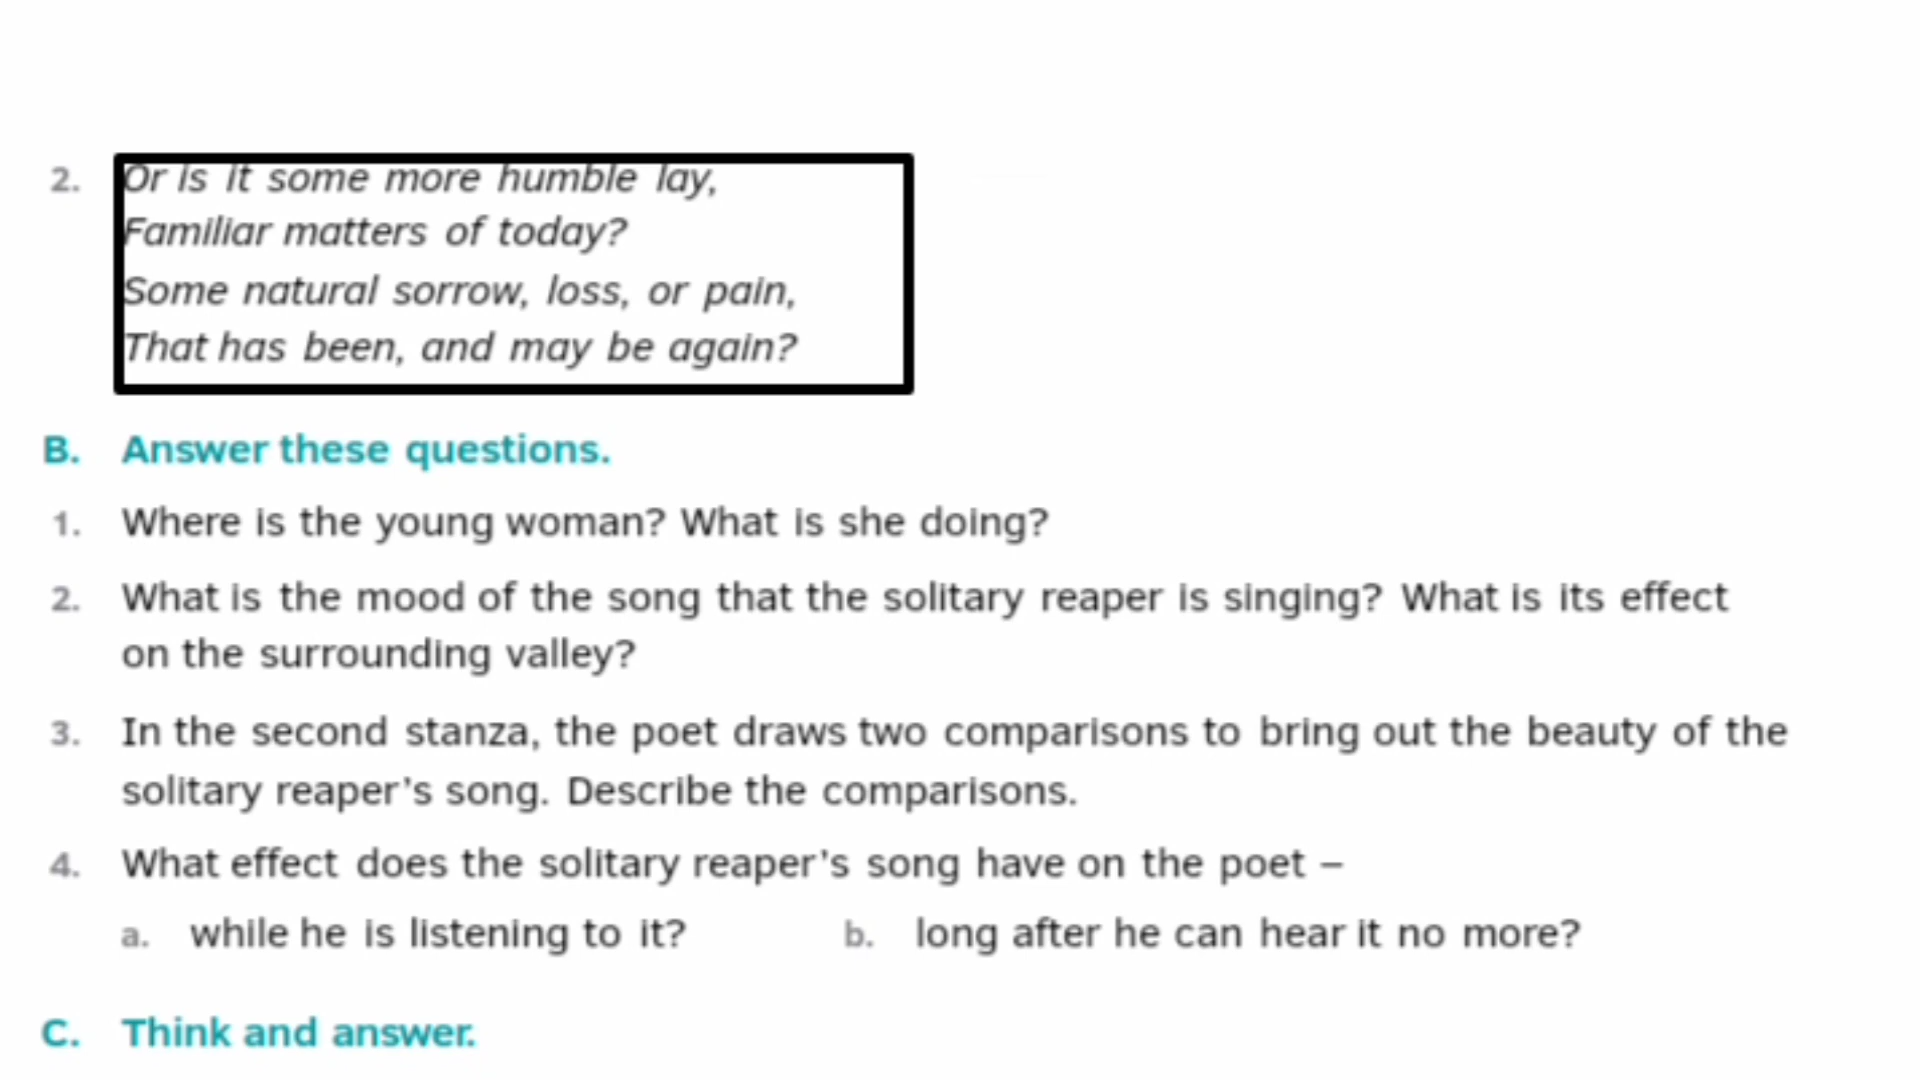 2. Or is it some more humble lay,
Familiar matters of today?
Some natural sorrow, loss, or pain,
That has been, and may be again?
B. Answer these questions.
1. Where is the young woman? What is she doing?
2. What is the mood of the song that the solitary reaper is singing? What is its effect
on the surrounding valley?
3. In the second stanza, the poet draws two comparisons to bring out the beauty of the
solitary reaper's song. Describe the comparisons.
4. What effect does the solitary reaper's song have on the poet –
a. while he is listening to it? b. long after he can hear it no more?
C. Think and answer.